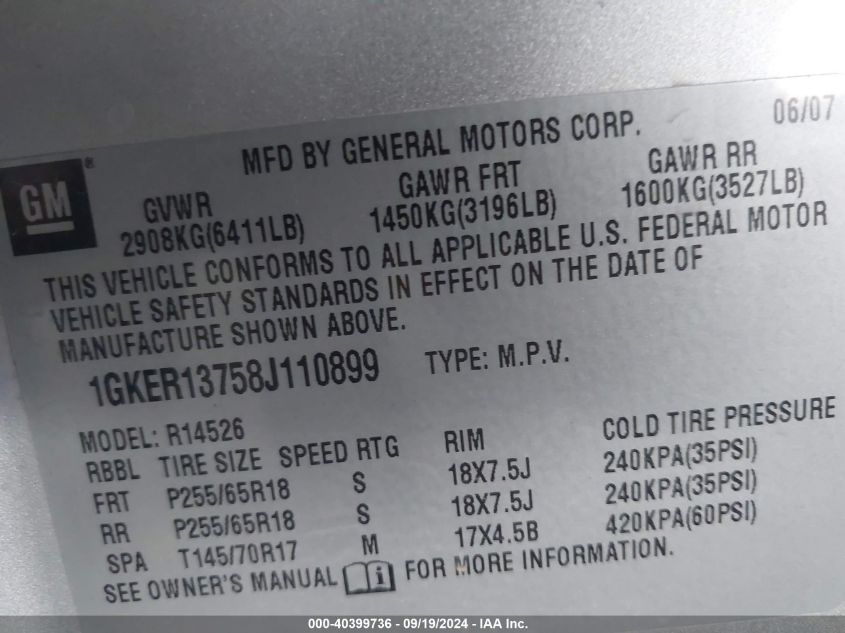 06/07
MFD BY GENERAL MOTORS CORP.
GM®
GVWR GAWR FRT GAWR RR
2908KG(6411LB) 1450KG(3196LB) 1600KG(3527LB)
THIS VEHICLE CONFORMS TO ALL APPLICABLE U.S. FEDERAL MOTOR
VEHICLE SAFETY STANDARDS IN EFFECT ON THE DATE OF
MANUFACTURE SHOWN ABOVE.
1GKER13758J110899 TYPE: M.P.V.
MODEL: R14526
RBBL TIRE SIZE SPEED RTG RIM COLD TIRE PRESSURE
FRT P255/65R18 S 18X7.5J 240KPA(35PSI)
RR P255/65R18 S 18X7.5J 240KPA(35PSI)
SPA T145/70R17 M 17X4.5B 420KPA(60PSI)
SEE OWNER'S MANUAL i FOR MORE INFORMATION.
000-40399736 - 09/19/2024 - IAA Inc.